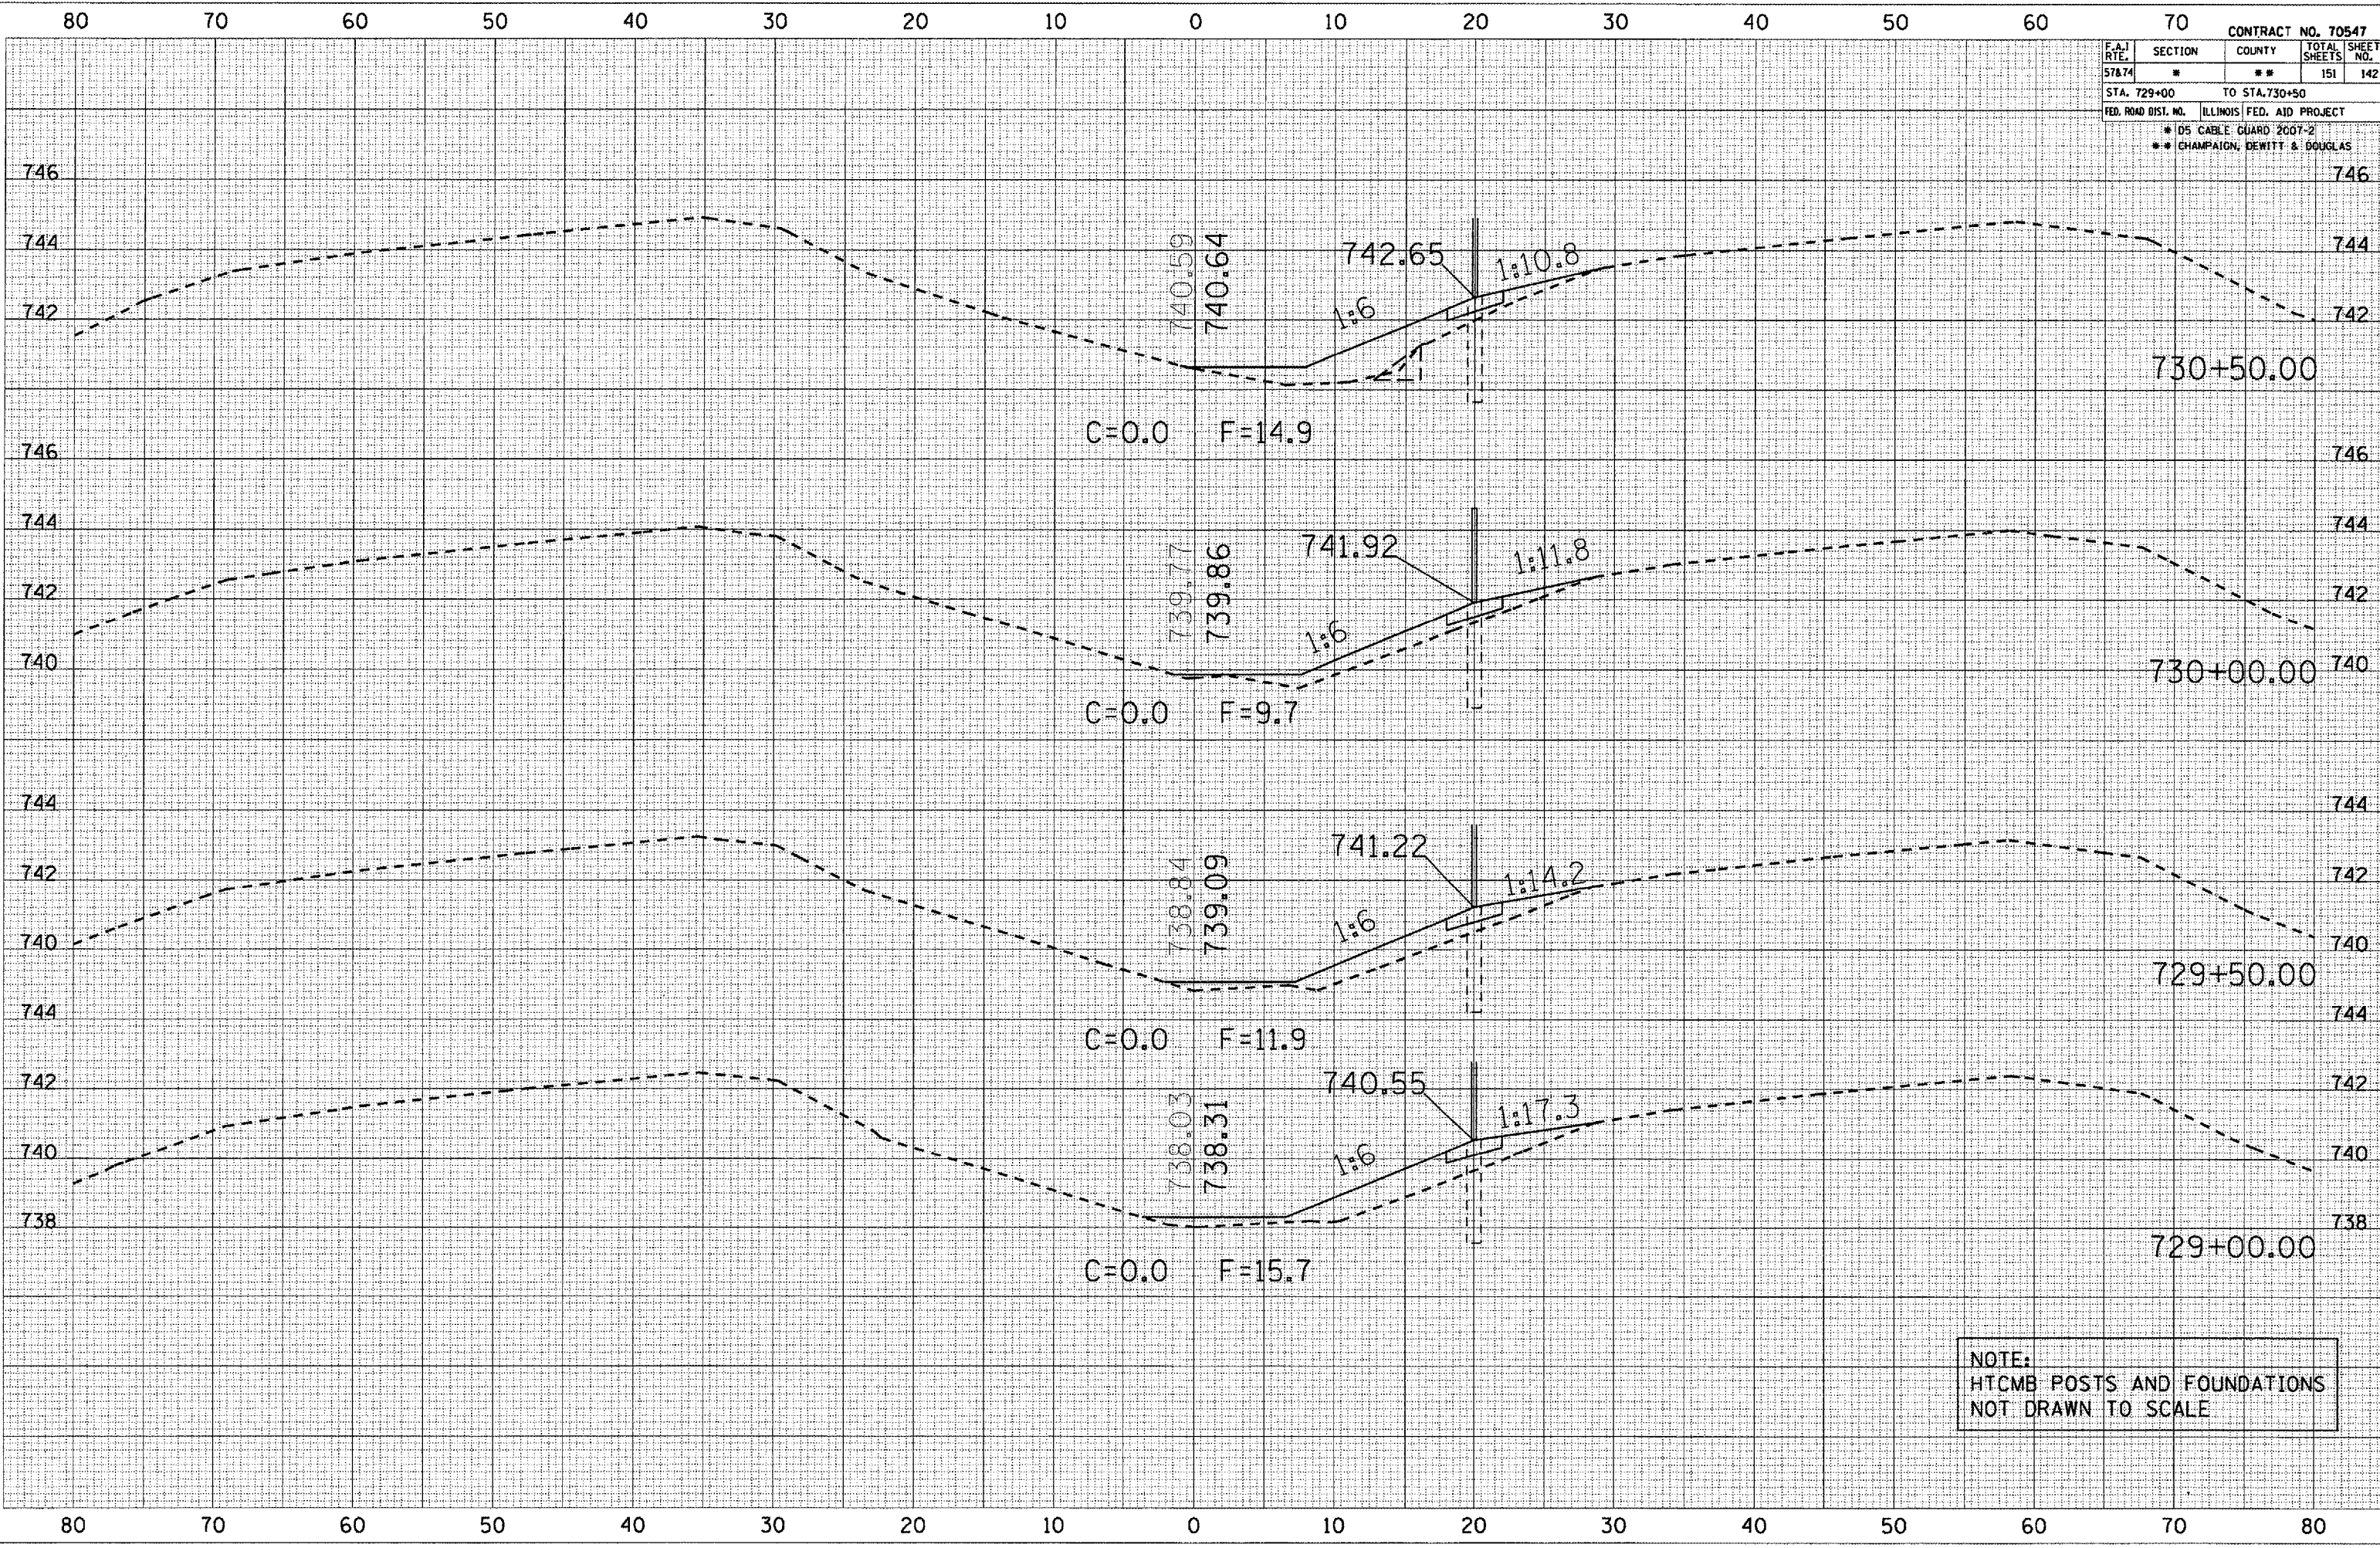 80 70 60 50 40 30 20 10 0 10 20 30 40 50 60 70
CONTRACT NO. 70547
F.A.I RTE. SECTION COUNTY TOTAL SHEETS SHEET NO.
57&74 * ** 151 142
STA. 729+00 TO STA.730+50
FED. ROAD DIST. NO. ILLINOIS FED. AID PROJECT
* D5 CABLE GUARD 2007-2
** CHAMPAIGN, DEWITT & DOUGLAS
746 746
744 740.59 740.64 742.65 1:10.8 744
742 1:6 742
730+50.00
C=0.0 F=14.9
746 746
744 744
742 739.77 739.86 741.92 1:11.8 742
740 1:6 730+00.00 740
C=0.0 F=9.7
744 744
742 738.84 739.09 741.22 1:14.2 742
740 1:6 740
729+50.00
744 744
C=0.0 F=11.9
742 738.03 738.31 740.55 1:17.3 742
740 1:6 740
738 738
729+00.00
C=0.0 F=15.7
NOTE:
HTCMB POSTS AND FOUNDATIONS
NOT DRAWN TO SCALE
80 70 60 50 40 30 20 10 0 10 20 30 40 50 60 70 80